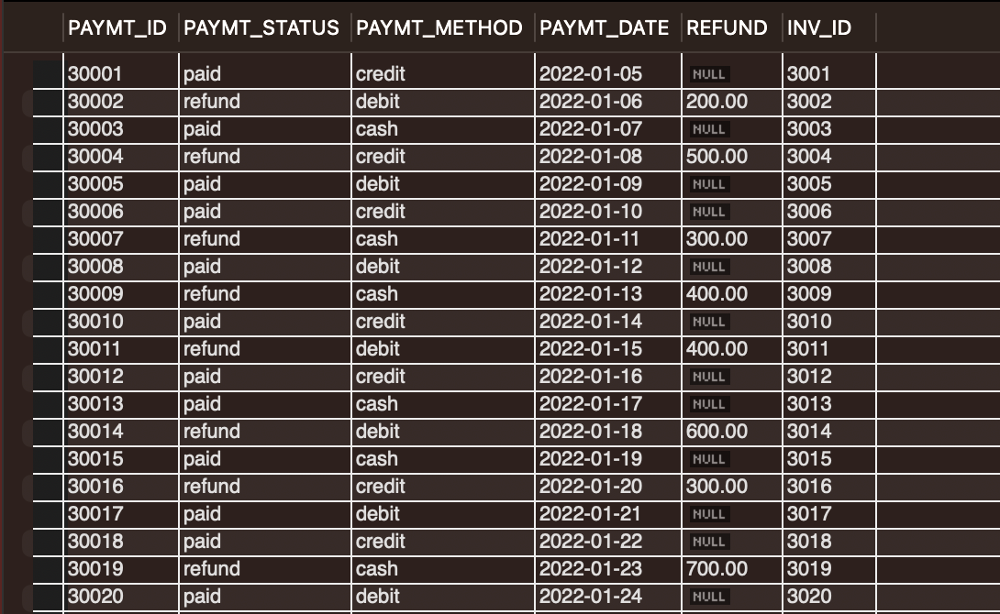 PAYMT_ID PAYMT_STATUS PAYMT_METHOD PAYMT_DATE REFUND INV_ID
30001 paid credit 2022-01-05 NULL 3001
30002 refund debit 2022-01-06 200.00 3002
30003 paid cash 2022-01-07 NULL 3003
30004 refund credit 2022-01-08 500.00 3004
30005 paid debit 2022-01-09 NULL 3005
30006 paid credit 2022-01-10 NULL 3006
30007 refund cash 2022-01-11 300.00 3007
30008 paid debit 2022-01-12 NULL 3008
30009 refund cash 2022-01-13 400.00 3009
30010 paid credit 2022-01-14 NULL 3010
30011 refund debit 2022-01-15 400.00 3011
30012 paid credit 2022-01-16 NULL 3012
30013 paid cash 2022-01-17 NULL 3013
30014 refund debit 2022-01-18 600.00 3014
30015 paid cash 2022-01-19 NULL 3015
30016 refund credit 2022-01-20 300.00 3016
30017 paid debit 2022-01-21 NULL 3017
30018 paid credit 2022-01-22 NULL 3018
30019 refund cash 2022-01-23 700.00 3019
30020 paid debit 2022-01-24 NULL 3020